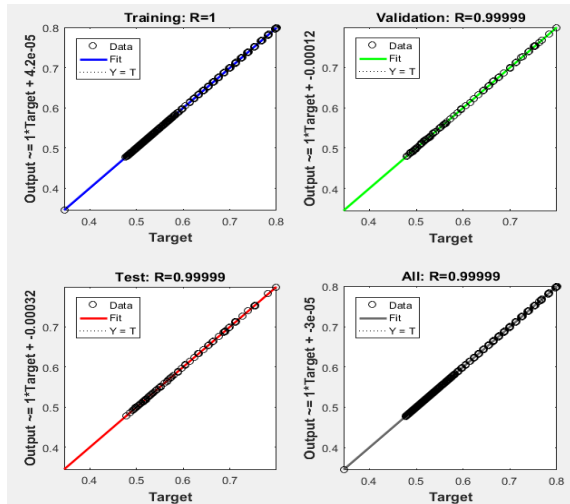 Training: R=1
Output ~= 1*Target + 4.2e-05
Data
Fit
Y = T
0.8
0.7
0.6
0.5
0.4
0.4 0.5 0.6 0.7 0.8
Target
Validation: R=0.99999
Output ~= 1*Target + -0.00012
Data
Fit
Y = T
0.8
0.7
0.6
0.5
0.4
0.4 0.5 0.6 0.7
Target
Test: R=0.99999
Output ~= 1*Target + -0.00032
Data
Fit
Y = T
0.7
0.6
0.5
0.4
0.4 0.5 0.6 0.7
Target
All: R=0.99999
Output ~= 1*Target + -3e-05
Data
Fit
Y = T
0.8
0.7
0.6
0.5
0.4
0.4 0.5 0.6 0.7 0.8
Target